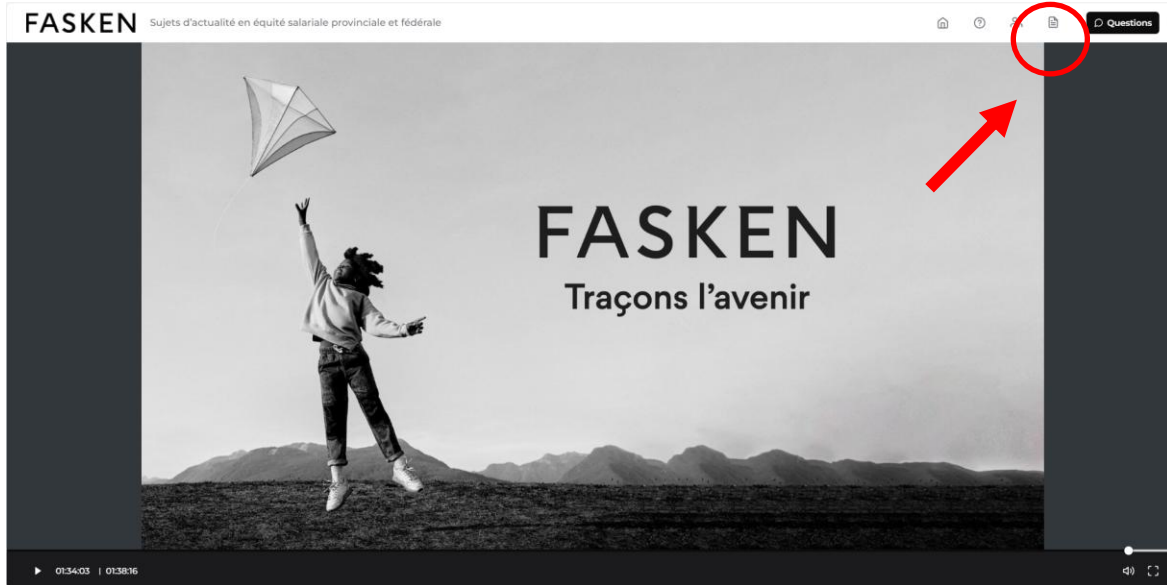 FASKEN Sujets d'actualité en équité salariale provinciale et fédérale
Questions
FASKEN
Traçons l'avenir
01:34:03 | 01:38:16